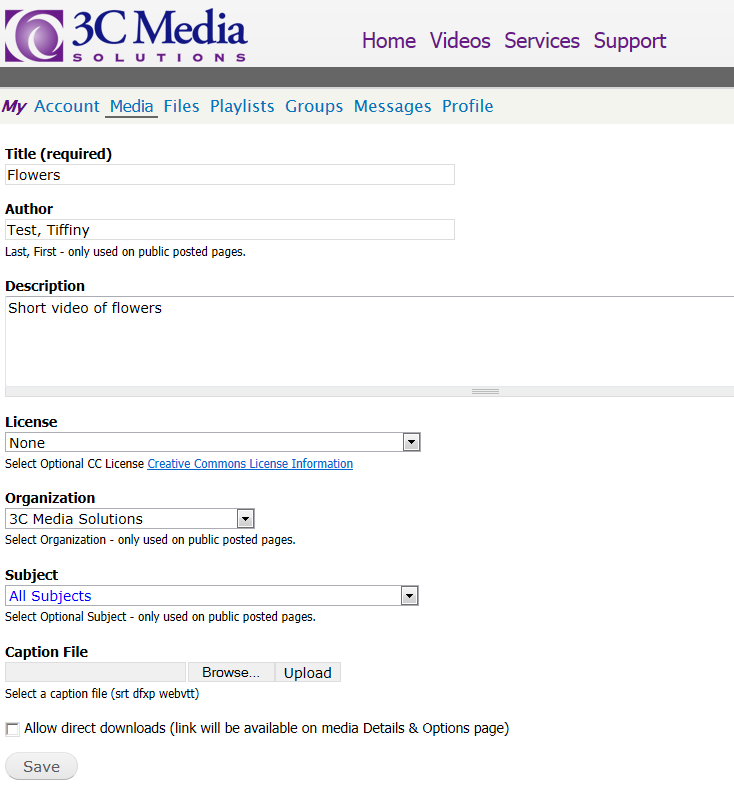 3C Media
SOLUTIONS
Home Videos Services Support
My Account Media Files Playlists Groups Messages Profile
Title (required)
Flowers
Author
Test, Tiffiny
Last, First - only used on public posted pages.
Description
Short video of flowers
License
None
Select Optional CC License Creative Commons License Information
Organization
3C Media Solutions
Select Organization - only used on public posted pages.
Subject
All Subjects
Select Optional Subject - only used on public posted pages.
Caption File
Browse... Upload
Select a caption file (srt dfxp webvtt)
Allow direct downloads (link will be available on media Details & Options page)
Save